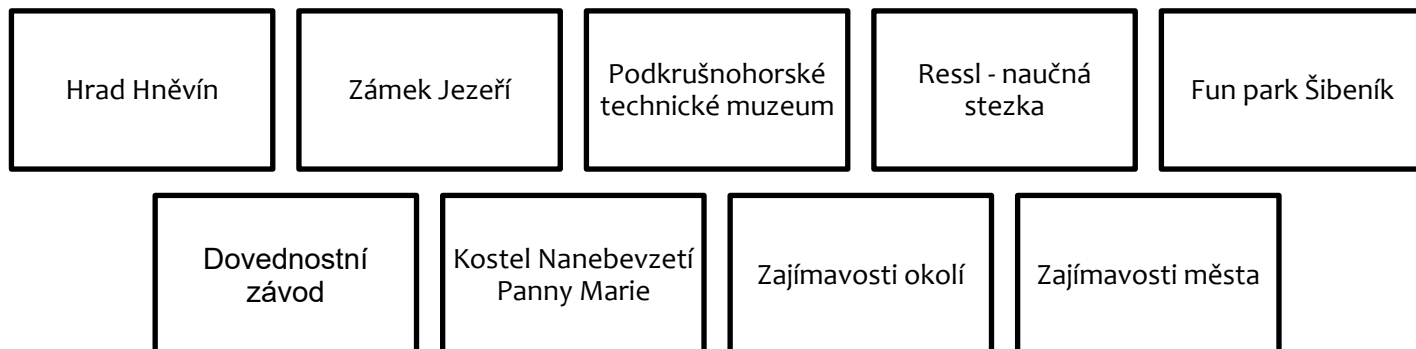 Hrad Hněvín
Zámek Jezeří
Podkrušnohorské
technické muzeum
Ressl - naučná
stezka
Fun park Šibeník
Dovednostní
závod
Kostel Nanebevzetí
Panny Marie
Zajímavosti okolí
Zajímavosti města